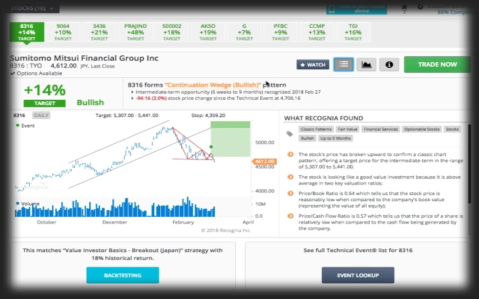 8316 9064 3436 PRAJIND 500002 AKSO G PFBC CCMP TGI
+14% +10% +21% +48% +18% +19% +7% +9% +13% +16%
TARGET TARGET TARGET TARGET TARGET TARGET TARGET TARGET TARGET TARGET
Sumitomo Mitsui Financial Group Inc
8316 : TYO 4,612.00 JPY, Last Close
✓ Options Available
★ WATCH
TRADE NOW
+14%
TARGET
Bullish
8316 forms "Continuation Wedge (Bullish)" pattern
• Intermediate-term opportunity (6 weeks to 9 months) recognized 2018 Feb 27
• -94.16 (2.0%) stock price change since the Technical Event at 4,706.16
8316 DAILY Target: 5,307.00 - 5,441.00 Stop: 4,359.20
Event
5000.00
4612.00
4000.00
Volume
10M
0.0
October December February April
© 2018 Recognia Inc.
WHAT RECOGNIA FOUND
Classic Patterns Fair Value Financial Services Optionable Stocks Stocks
Bullish Up to 9 Months
The stock's price has broken upward to confirm a classic chart
pattern, offering a target price for the intermediate term in the range
of 5,307.00 to 5,441.00.
The stock is looking like a good value investment because it is above
average in two key valuation ratios;
Price/Book Ratio is 0.64 which tells us that the stock price is
reasonably low when compared to the company's book value
(representing the value of all equity).
Price/Cash Flow Ratio is 0.57 which tells us that the price of a share is
relatively low when compared to the cash flow being generated by
the company.
This matches "Value Investor Basics - Breakout (Japan)" strategy with
18% historical return.
BACKTESTING
See full Technical Event® list for 8316
EVENT LOOKUP